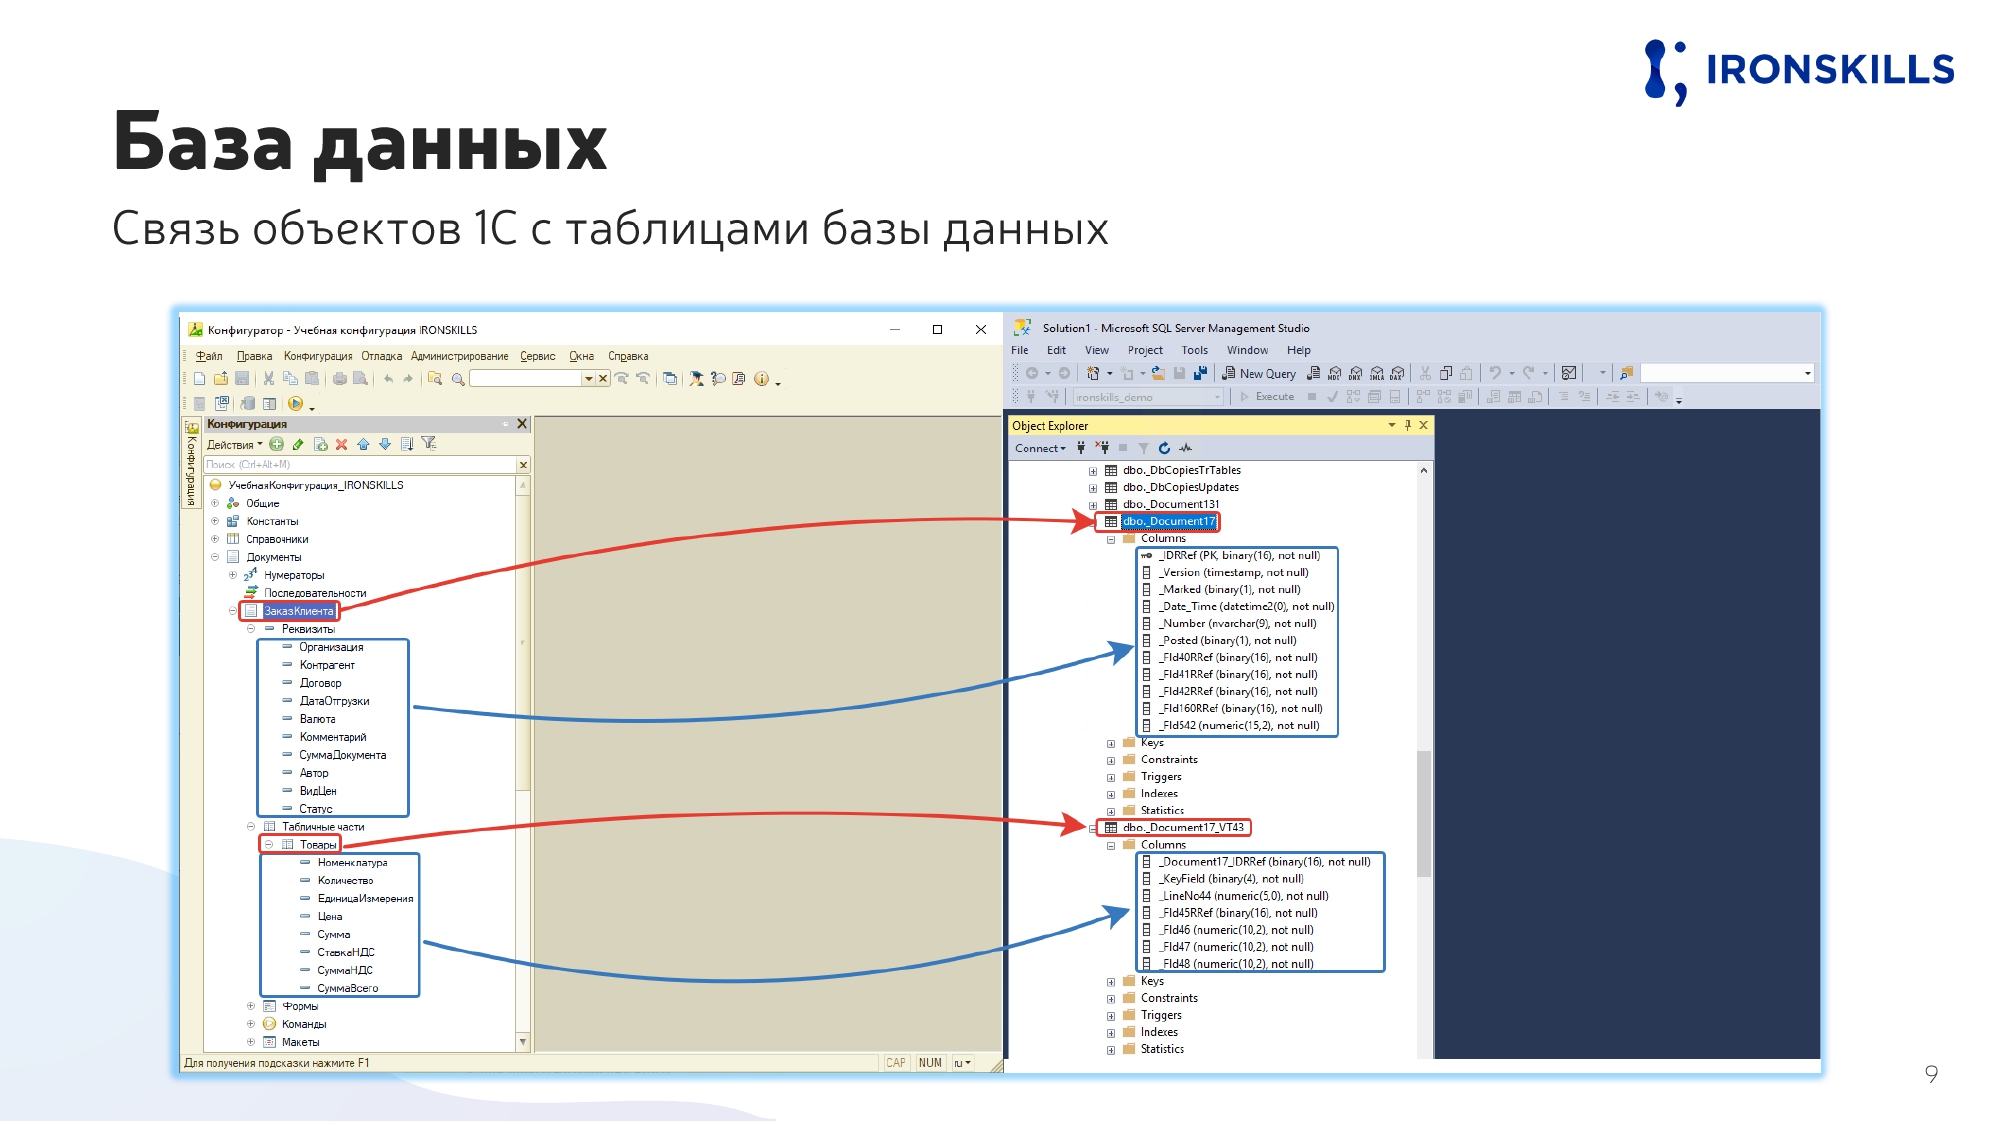 IRONSKILLS
База данных
Связь объектов 1С с таблицами базы данных
Конфигуратор - Учебная конфигурация IRONSKILLS
Файл Правка Конфигурация Отладка Администрирование Сервис Окна Справка
Конфигурация
Действия
Поиск (Ctrl+Alt+M)
Конфигурация
УчебнаяКонфигурация_IRONSKILLS
Общие
Константы
Справочники
Документы
Нумераторы
Последовательности
ЗаказКлиента
Реквизиты
Организация
Контрагент
Договор
ДатаОтгрузки
Валюта
Комментарий
СуммаДокумента
Автор
ВидЦен
Статус
Табличные части
Товары
Номенклатура
Количество
ЕдиницаИзмерения
Цена
Сумма
СтавкаНДС
СуммаНДС
СуммаВсего
Формы
Команды
Макеты
Для получения подсказки нажмите F1
CAP NUM ru
Solution1 - Microsoft SQL Server Management Studio
File Edit View Project Tools Window Help
New Query MDX DMX XMLA DAX
ironskills_demo Execute
Object Explorer
Connect
dbo._DbCopiesTrTables
dbo._DbCopiesUpdates
dbo._Document131
dbo._Document17
Columns
_IDRRef (PK, binary(16), not null)
_Version (timestamp, not null)
_Marked (binary(1), not null)
_Date_Time (datetime2(0), not null)
_Number (nvarchar(9), not null)
_Posted (binary(1), not null)
_Fld40RRef (binary(16), not null)
_Fld41RRef (binary(16), not null)
_Fld42RRef (binary(16), not null)
_Fld160RRef (binary(16), not null)
_Fld542 (numeric(15,2), not null)
Keys
Constraints
Triggers
Indexes
Statistics
dbo._Document17_VT43
Columns
_Document17_IDRRef (binary(16), not null)
_KeyField (binary(4), not null)
_LineNo44 (numeric(5,0), not null)
_Fld45RRef (binary(16), not null)
_Fld46 (numeric(10,2), not null)
_Fld47 (numeric(10,2), not null)
_Fld48 (numeric(10,2), not null)
Keys
Constraints
Triggers
Indexes
Statistics
9